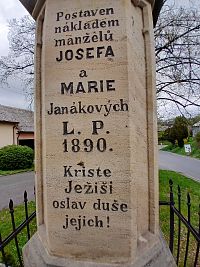 Postaven
nákladem
manželů
JOSEFA
a
MARIE
Janákových
L. P.
1890.
Kriste
Ježíši
oslav duše
jejich!